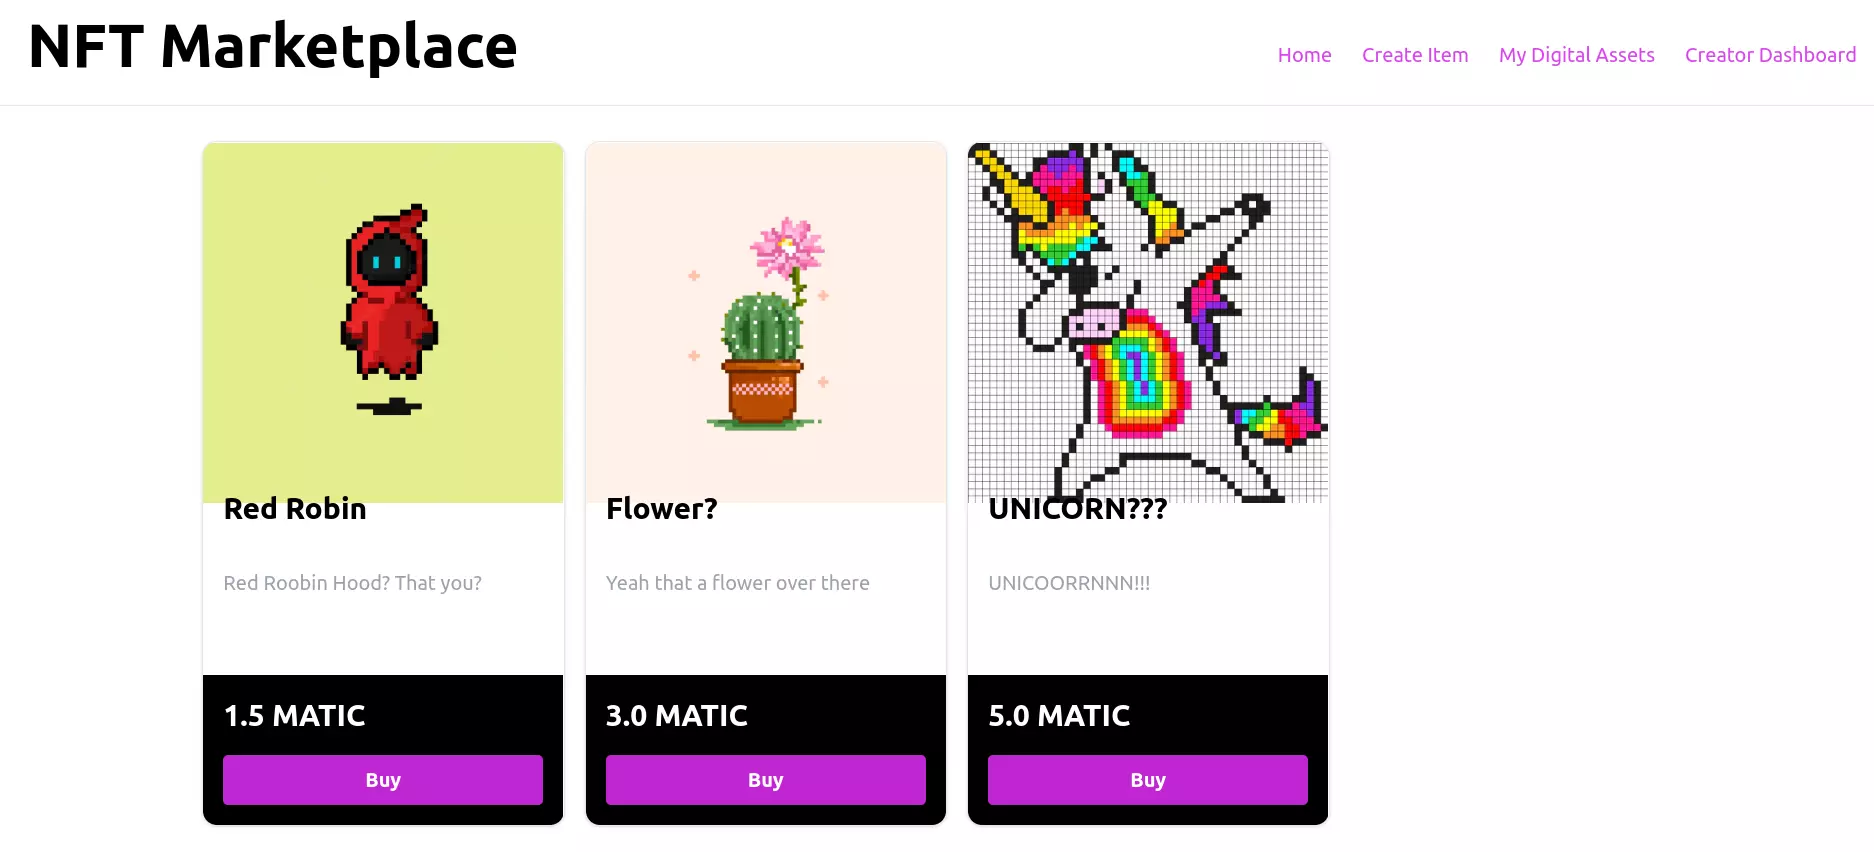 NFT Marketplace
Home Create Item My Digital Assets Creator Dashboard
Red Robin
Red Roobin Hood? That you?
1.5 MATIC
Buy
Flower?
Yeah that a flower over there
3.0 MATIC
Buy
UNICORN???
UNICOORRNNN!!!
5.0 MATIC
Buy